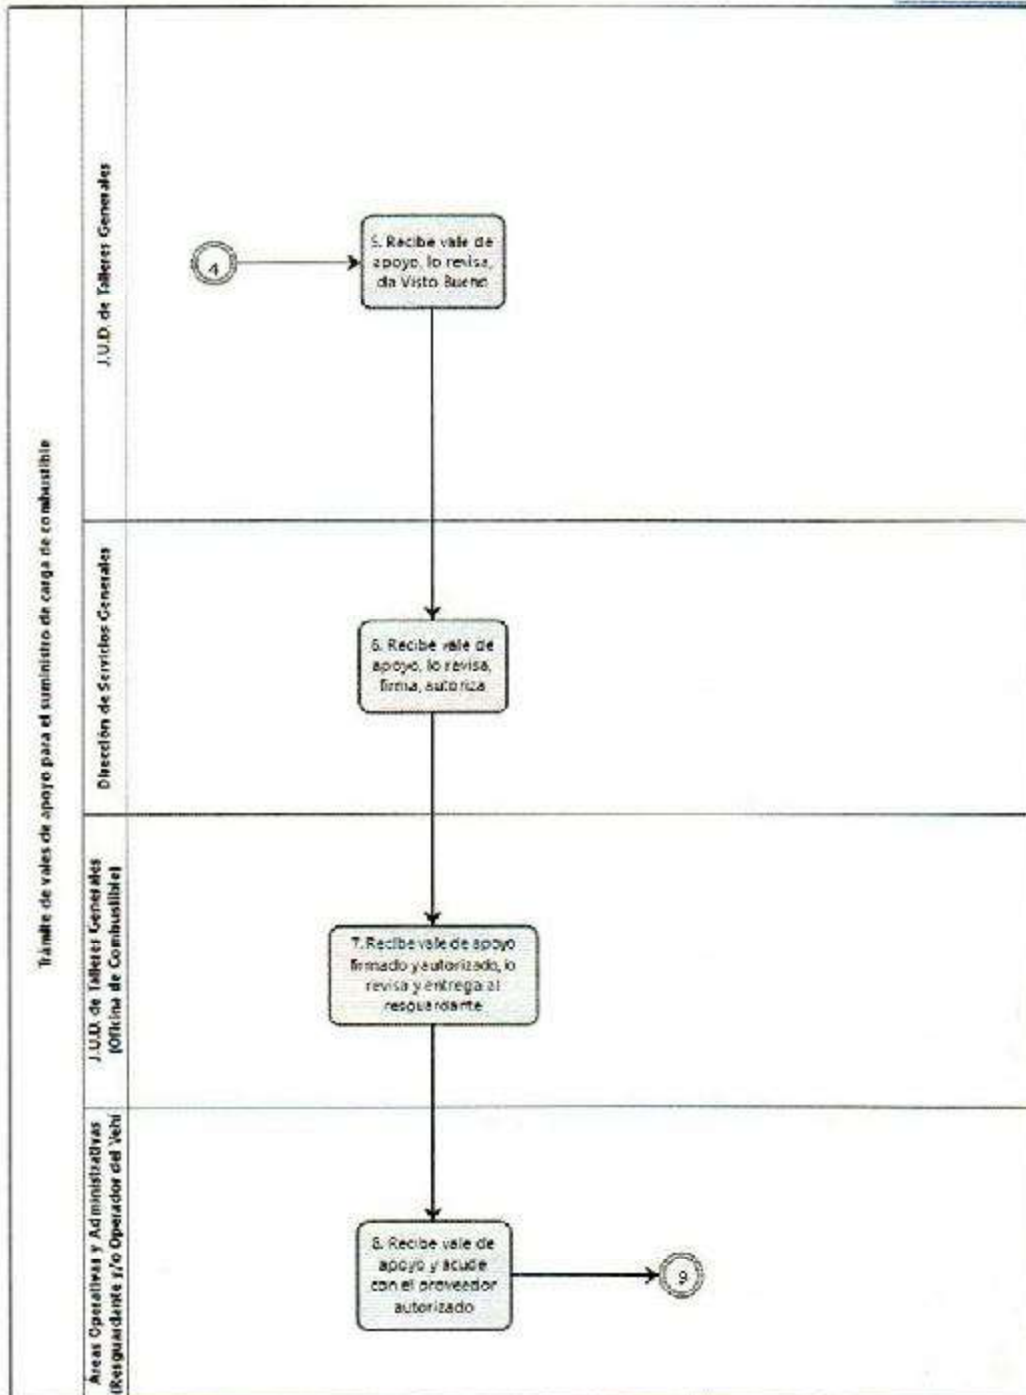 Trámite de vales de apoyo para el suministro de carga de combustible
J.U.D. de Talleres Generales
4
5. Recibe vale de
apoyo, lo revisa,
da Visto Bueno
Dirección de Servicios Generales
6. Recibe vale de
apoyo, lo revisa,
firma, autoriza
J.U.D. de Talleres Generales
(Oficina de Combustible)
7. Recibe vale de apoyo
firmado y autorizado, lo
revisa y entrega al
resguardante
Áreas Operativas y Administrativas
(Resguardante y/o Operador del Vehí
8. Recibe vale de
apoyo y acude
con el proveedor
autorizado
9